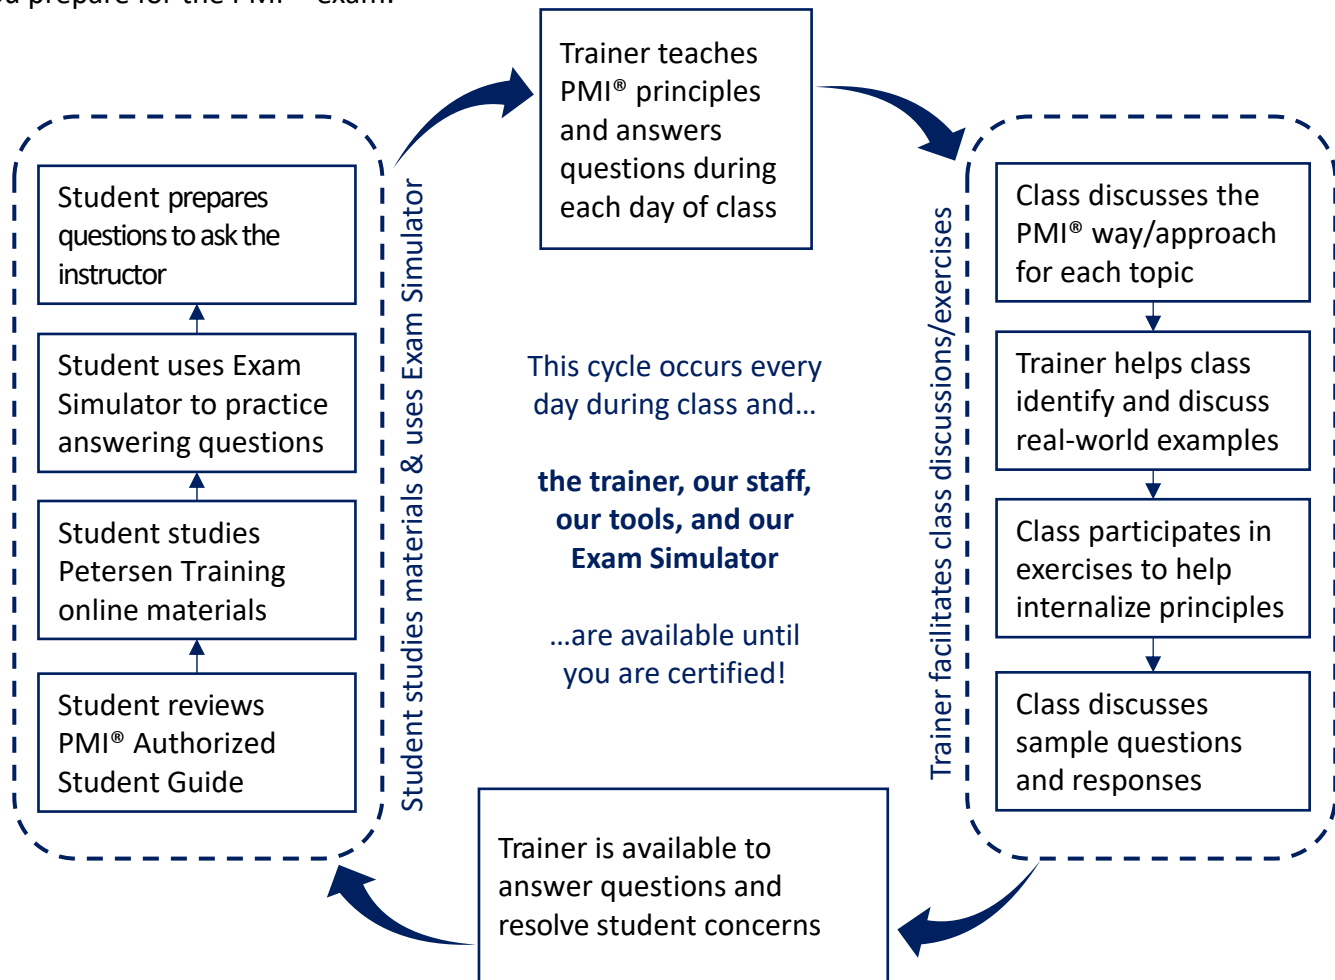 prepare for the exam.
Trainer teaches
PMI® principles
and answers
questions during
each day of class
Student prepares
questions to ask the
instructor
Student uses Exam
Simulator to practice
answering questions
Student studies
Petersen Training
online materials
Student reviews
PMI® Authorized
Student Guide
Student studies materials & uses Exam Simulator
This cycle occurs every
day during class and…
the trainer, our staff,
our tools, and our
Exam Simulator
…are available until
you are certified!
Trainer facilitates class discussions/exercises
Class discusses the
PMI® way/approach
for each topic
Trainer helps class
identify and discuss
real-world examples
Class participates in
exercises to help
internalize principles
Class discusses
sample questions
and responses
Trainer is available to
answer questions and
resolve student concerns